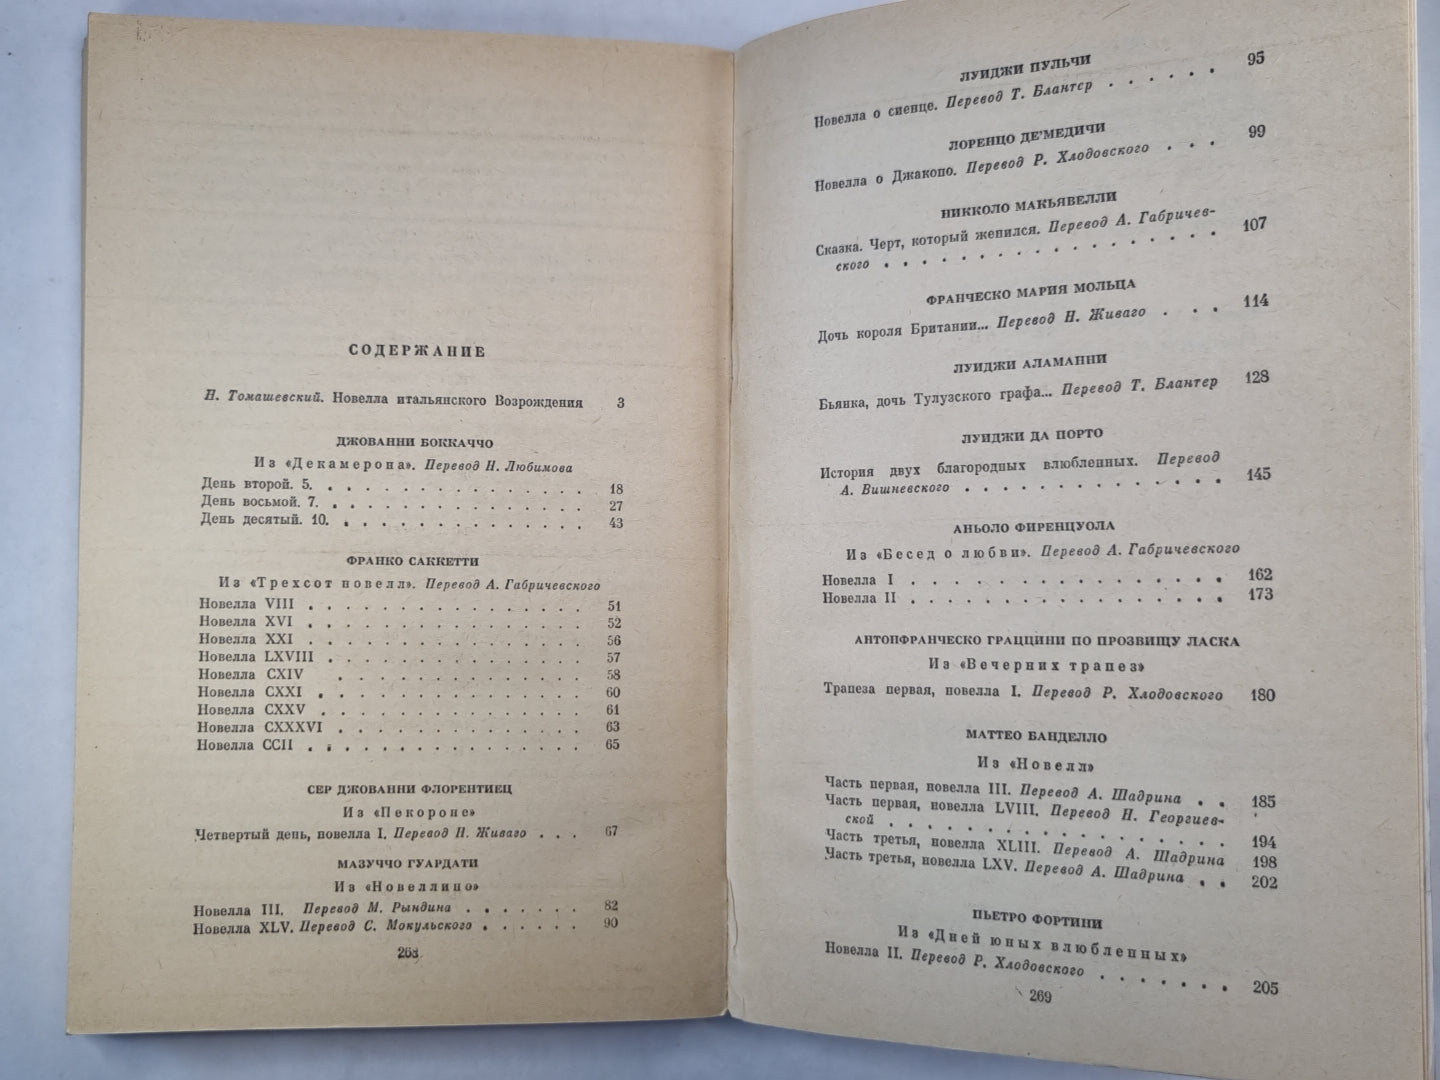 СОДЕРЖАНИЕ
Н. Томашевский. Новелла итальянского Возрождения 3
ДЖОВАННИ БОККАЧЧО
Из «Декамерона». Перевод Н. Любимова
День второй. 5. . . . . . . . . . . . . . . 18
День восьмой. 7. . . . . . . . . . . . . . . 27
День десятый. 10. . . . . . . . . . . . . . 43
ФРАНКО САККЕТТИ
Из «Трехсот новелл». Перевод А. Габричевского
Новелла VIII . . . . . . . . . . . . . . . 51
Новелла XVI . . . . . . . . . . . . . . . 52
Новелла XXI . . . . . . . . . . . . . . . 56
Новелла LXVIII . . . . . . . . . . . . . . 57
Новелла CXIV . . . . . . . . . . . . . . 58
Новелла CXXI . . . . . . . . . . . . . . 60
Новелла CXXV . . . . . . . . . . . . . . 61
Новелла CXXXVI . . . . . . . . . . . . . 63
Новелла CCII . . . . . . . . . . . . . . . 65
СЕР ДЖОВАННИ ФЛОРЕНТИЕЦ
Из «Пекороне»
Четвертый день, новелла I. Перевод Н. Живаго . . . 67
МАЗУЧЧО ГУАРДАТИ
Из «Новеллино»
Новелла III. Перевод М. Рындина . . . . . . . 82
Новелла XLV. Перевод С. Мокульского . . . . . . 90
268
ЛУИДЖИ ПУЛЬЧИ
Новелла о сиенце. Перевод Т. Блантер . . . . . . 95
ЛОРЕНЦО ДЕ'МЕДИЧИ
Новелла о Джакопо. Перевод Р. Хлодовского . . . 99
НИККОЛО МАКЬЯВЕЛЛИ
Сказка. Черт, который женился. Перевод А. Габричев-
ского . . . . . . . . . . . . . . . . . . 107
ФРАНЧЕСКО МАРИЯ МОЛЬЦА
Дочь короля Британии... Перевод Н. Живаго . . . 114
ЛУИДЖИ АЛАМАННИ
Бьянка, дочь Тулузского графа... Перевод Т. Блантер 128
ЛУИДЖИ ДА ПОРТО
История двух благородных влюбленных. Перевод
А. Вишневского . . . . . . . . . . . . . . 145
АНЬОЛО ФИРЕНЦУОЛА
Из «Бесед о любви». Перевод А. Габричевского
Новелла I . . . . . . . . . . . . . . . . 162
Новелла II . . . . . . . . . . . . . . . . 173
АНТОНФРАНЧЕСКО ГРАЦЦИНИ ПО ПРОЗВИЩУ ЛАСКА
Из «Вечерних трапез»
Трапеза первая, новелла I. Перевод Р. Хлодовского 180
МАТТЕО БАНДЕЛЛО
Из «Новелл»
Часть первая, новелла III. Перевод А. Шадрина . . 185
Часть первая, новелла LVIII. Перевод Н. Георгиев-
ской . . . . . . . . . . . . . . . . . . 194
Часть третья, новелла XLIII. Перевод А. Шадрина 198
Часть третья, новелла LXV. Перевод А. Шадрина . . 202
ПЬЕТРО ФОРТИНИ
Из «Дней юных влюбленных»
Новелла II. Перевод Р. Хлодовского . . . . . . . 205
269